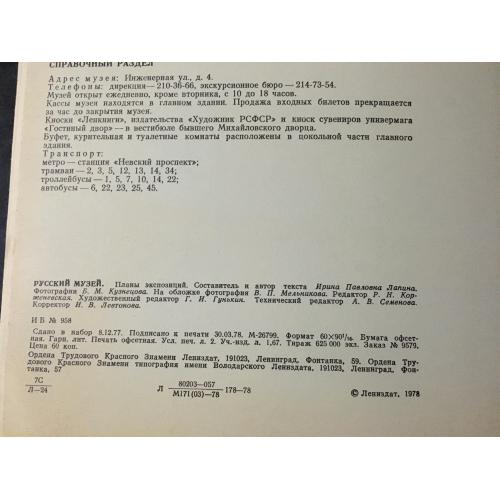 СПРАВОЧНЫЙ РАЗДЕЛ
Адрес музея: Инженерная ул., д. 4.
Телефоны: дирекция — 210-36-66, экскурсионное бюро — 214-73-54.
Музей открыт ежедневно, кроме вторника, с 10 до 18 часов.
Кассы музея находятся в главном здании. Продажа входных билетов прекращается
за час до закрытия музея.
Киоски «Ленкниги», издательства «Художник РСФСР» и киоск сувениров универмага
«Гостиный двор» — в вестибюле бывшего Михайловского дворца.
Буфет, курительная и туалетные комнаты расположены в цокольной части главного
здания.
Транспорт:
метро — станция «Невский проспект»;
трамваи — 2, 3, 5, 12, 13, 14, 34;
троллейбусы — 1, 5, 7, 10, 14, 22;
автобусы — 6, 22, 23, 25, 45.
РУССКИЙ МУЗЕЙ. Планы экспозиций. Составитель и автор текста Ирина Павловна Лапина.
Фотографии Б. М. Кузнецова. На обложке фотография В. П. Мельникова. Редактор Р. Н. Кор-
женевская. Художественный редактор Г. И. Гунькин. Технический редактор А. В. Семенова.
Корректор Н. В. Левтонова.
ИБ № 958
Сдано в набор 8.12.77. Подписано к печати 30.03.78. М-26799. Формат 60×90¹/₁₆. Бумага офсет-
ная. Гарн. лит. Печать офсетная. Усл. печ. л. 2. Уч.-изд. л. 1,67. Тираж 625 000 экз. Заказ № 9579.
Цена 60 коп.
Ордена Трудового Красного Знамени Лениздат, 191023, Ленинград, Фонтанка, 59. Ордена Тру-
дового Красного Знамени типография имени Володарского Лениздата, 191023, Ленинград, Фон-
танка, 57
7С
Л—24
Л 80203—057
М171(03)—78 178—78
© Лениздат, 1978